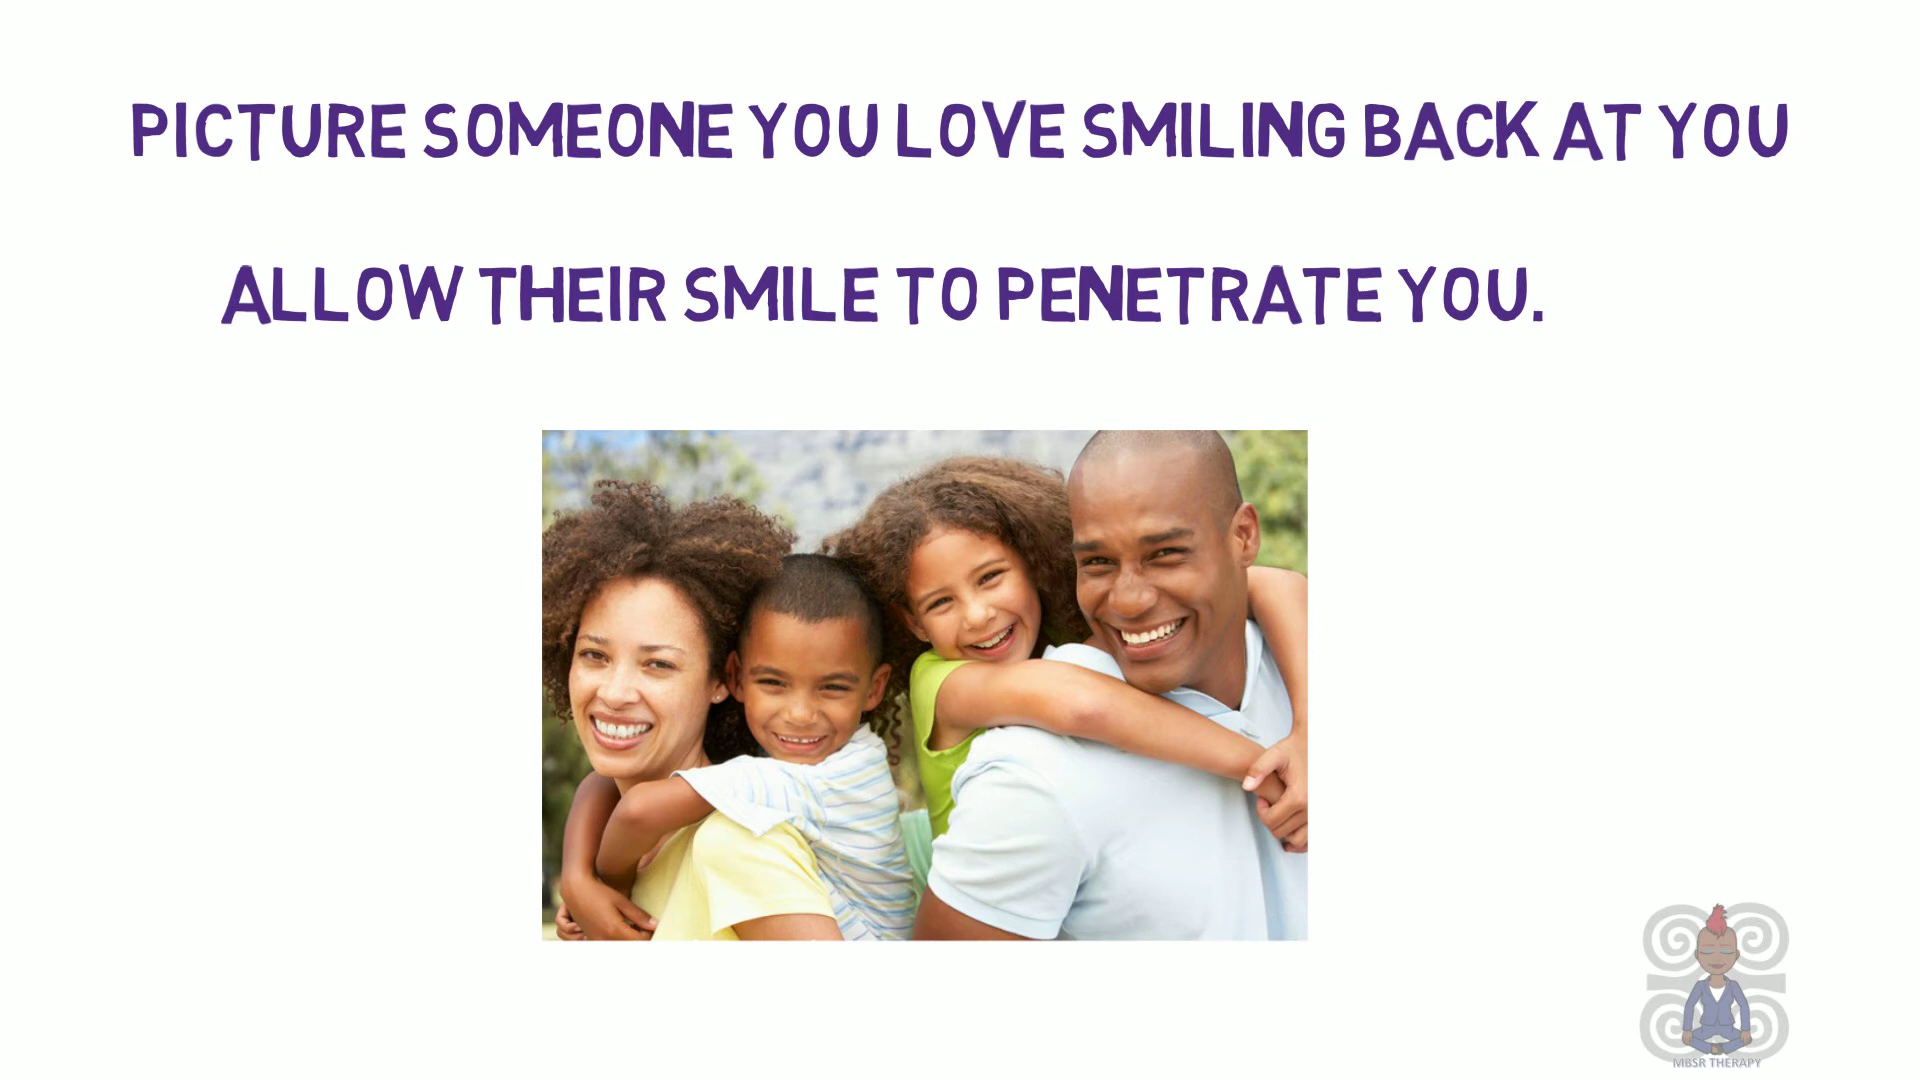 PICTURE SOMEONE YOU LOVE SMILING BACK AT YOU
ALLOW THEIR SMILE TO PENETRATE YOU.
MBSR THERAPY